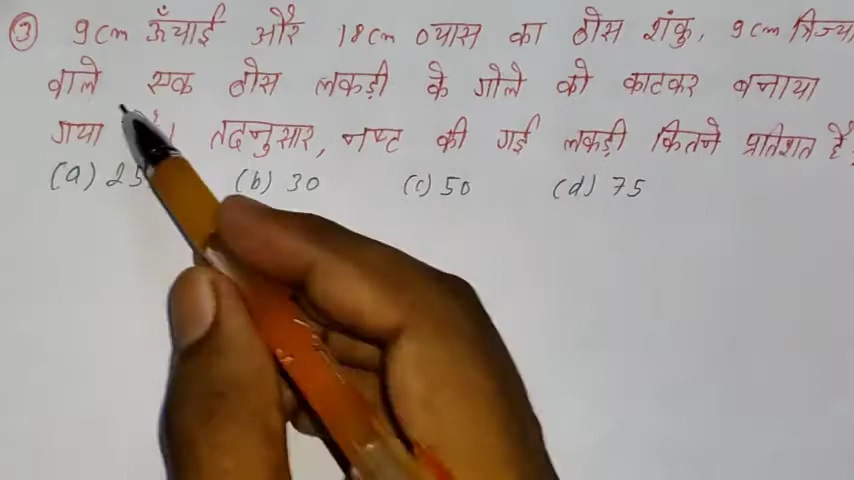 ③ 9cm ऊँचाई और 18cm व्यास का ठोस शंकु, 9cm त्रिज्या
वाले एक ठोस लकड़ी के गोले को काटकर बनाया
गया है। तदनुसार, नष्ट की गई लकड़ी कितने प्रतिशत है?
(a) 25 (b) 30 (c) 50 (d) 75